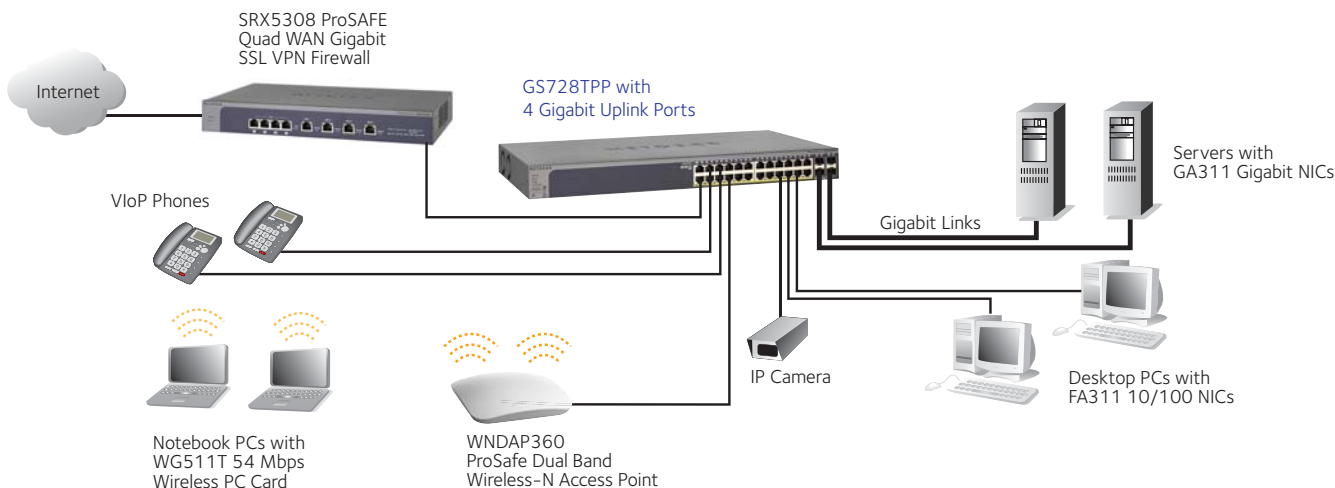 SRX5308 ProSAFE
Quad WAN Gigabit
SSL VPN Firewall
Internet
GS728TPP with
4 Gigabit Uplink Ports
NETGEAR
Servers with
GA311 Gigabit NICs
VIoP Phones
Gigabit Links
IP Camera
Desktop PCs with
FA311 10/100 NICs
Notebook PCs with
WG511T 54 Mbps
Wireless PC Card
WNDAP360
ProSafe Dual Band
Wireless-N Access Point